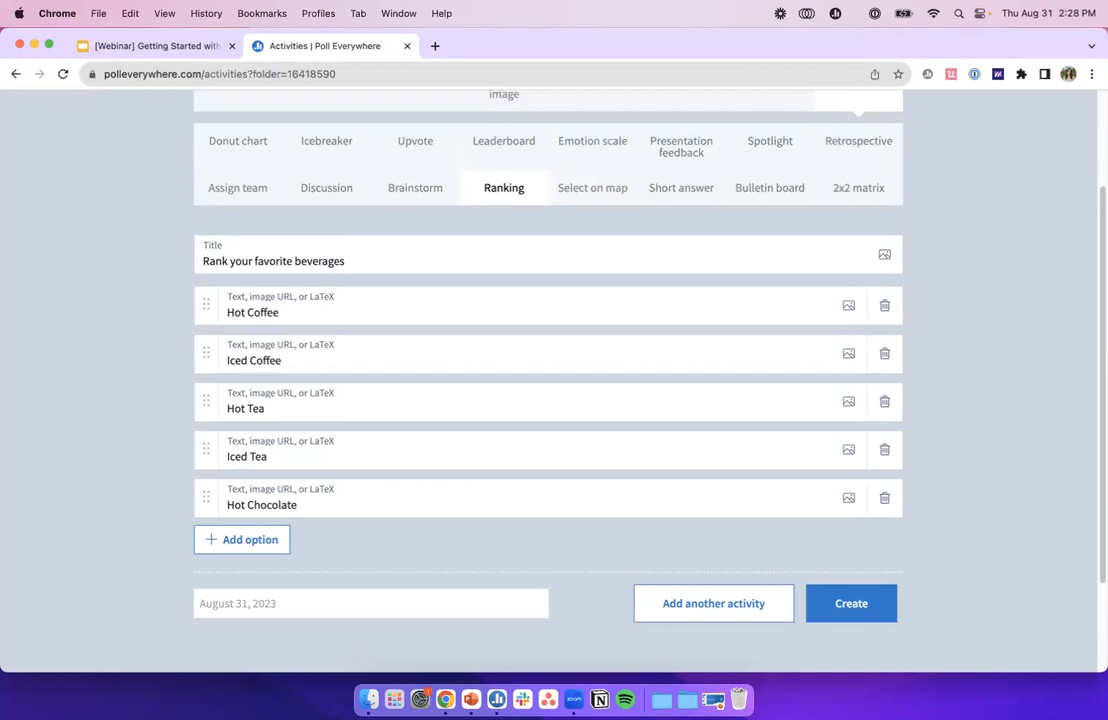 Chrome File Edit View History Bookmarks Profiles Tab Window Help Thu Aug 31 2:28 PM
[Webinar] Getting Started with Activities | Poll Everywhere
polleverywhere.com/activities?folder=16418590
image
Donut chart Icebreaker Upvote Leaderboard Emotion scale Presentation feedback Spotlight Retrospective
Assign team Discussion Brainstorm Ranking Select on map Short answer Bulletin board 2x2 matrix
Title
Rank your favorite beverages
Text, image URL, or LaTeX
Hot Coffee
Text, image URL, or LaTeX
Iced Coffee
Text, image URL, or LaTeX
Hot Tea
Text, image URL, or LaTeX
Iced Tea
Text, image URL, or LaTeX
Hot Chocolate
Add option
August 31, 2023 Add another activity Create
zoom